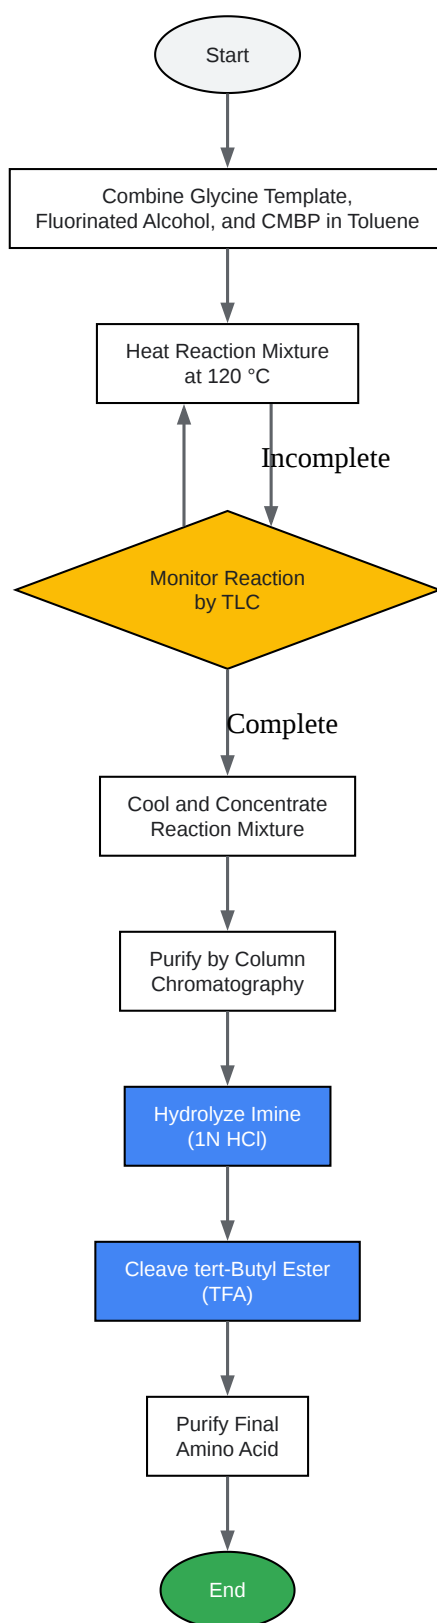 Start
Combine Glycine Template,
Fluorinated Alcohol, and CMBP in Toluene
Heat Reaction Mixture
at 120 °C
Incomplete
Monitor Reaction
by TLC
Complete
Cool and Concentrate
Reaction Mixture
Purify by Column
Chromatography
Hydrolyze Imine
(1N HCl)
Cleave tert-Butyl Ester
(TFA)
Purify Final
Amino Acid
End